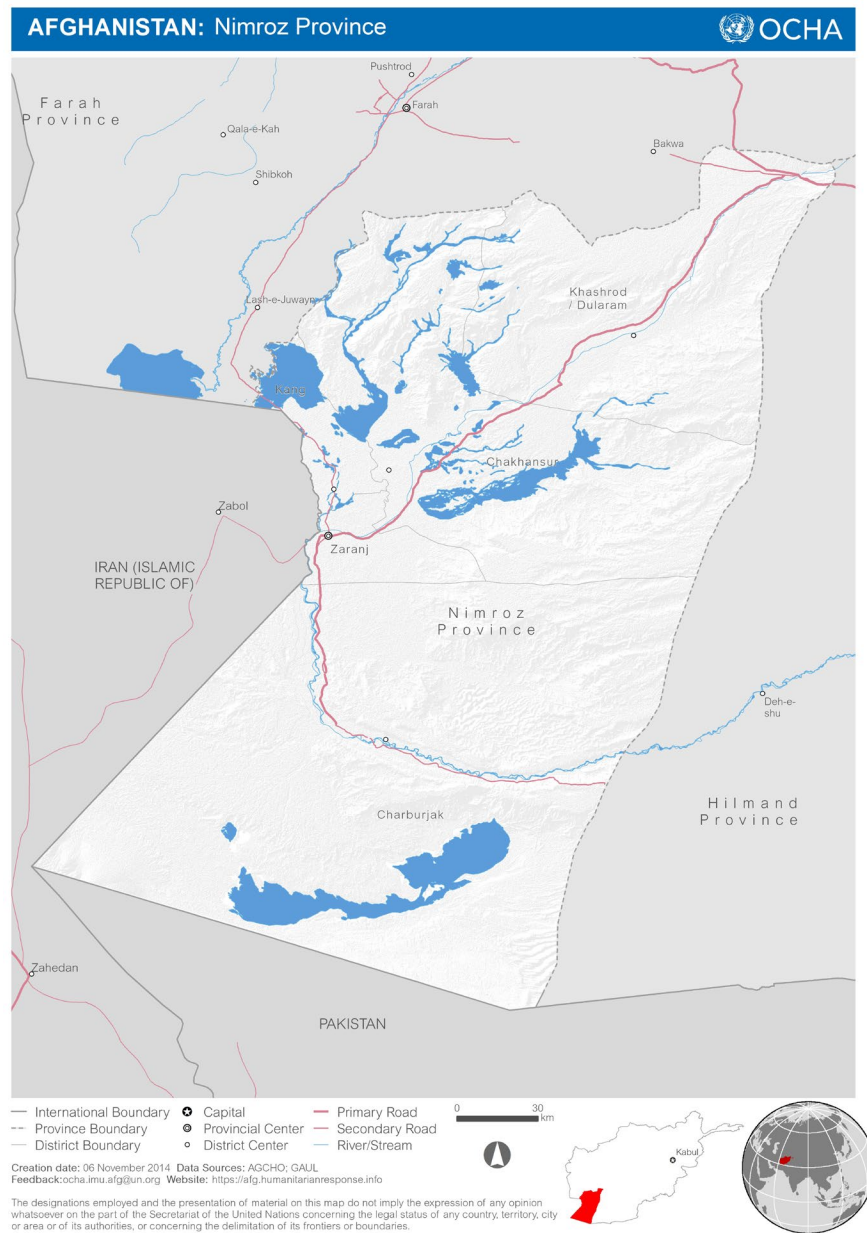 AFGHANISTAN: Nimroz Province
OCHA
Pushtrod
Farah
Province
Farah
Qala-e-Kah
Bakwa
Shibkoh
Khashrod
/ Dularam
Lash-e-Juwayn
Kang
Chakhansur
Zabol
Zaranj
IRAN (ISLAMIC
REPUBLIC OF)
Nimroz
Province
Deh-e-
shu
Hilmand
Province
Charburjak
Zahedan
PAKISTAN
International Boundary
Capital
Primary Road
0 30
km
Province Boundary
Provincial Center
Secondary Road
Distirict Boundary
District Center
River/Stream
Kabul
Creation date: 06 November 2014 Data Sources: AGCHO; GAUL
Feedback:ocha.imu.afg@un.org Website: https://afg.humanitarianresponse.info
The designations employed and the presentation of material on this map do not imply the expression of any opinion
whatsoever on the part of the Secretariat of the United Nations concerning the legal status of any country, territory, city
or area or of its authorities, or concerning the delimitation of its frontiers or boundaries.